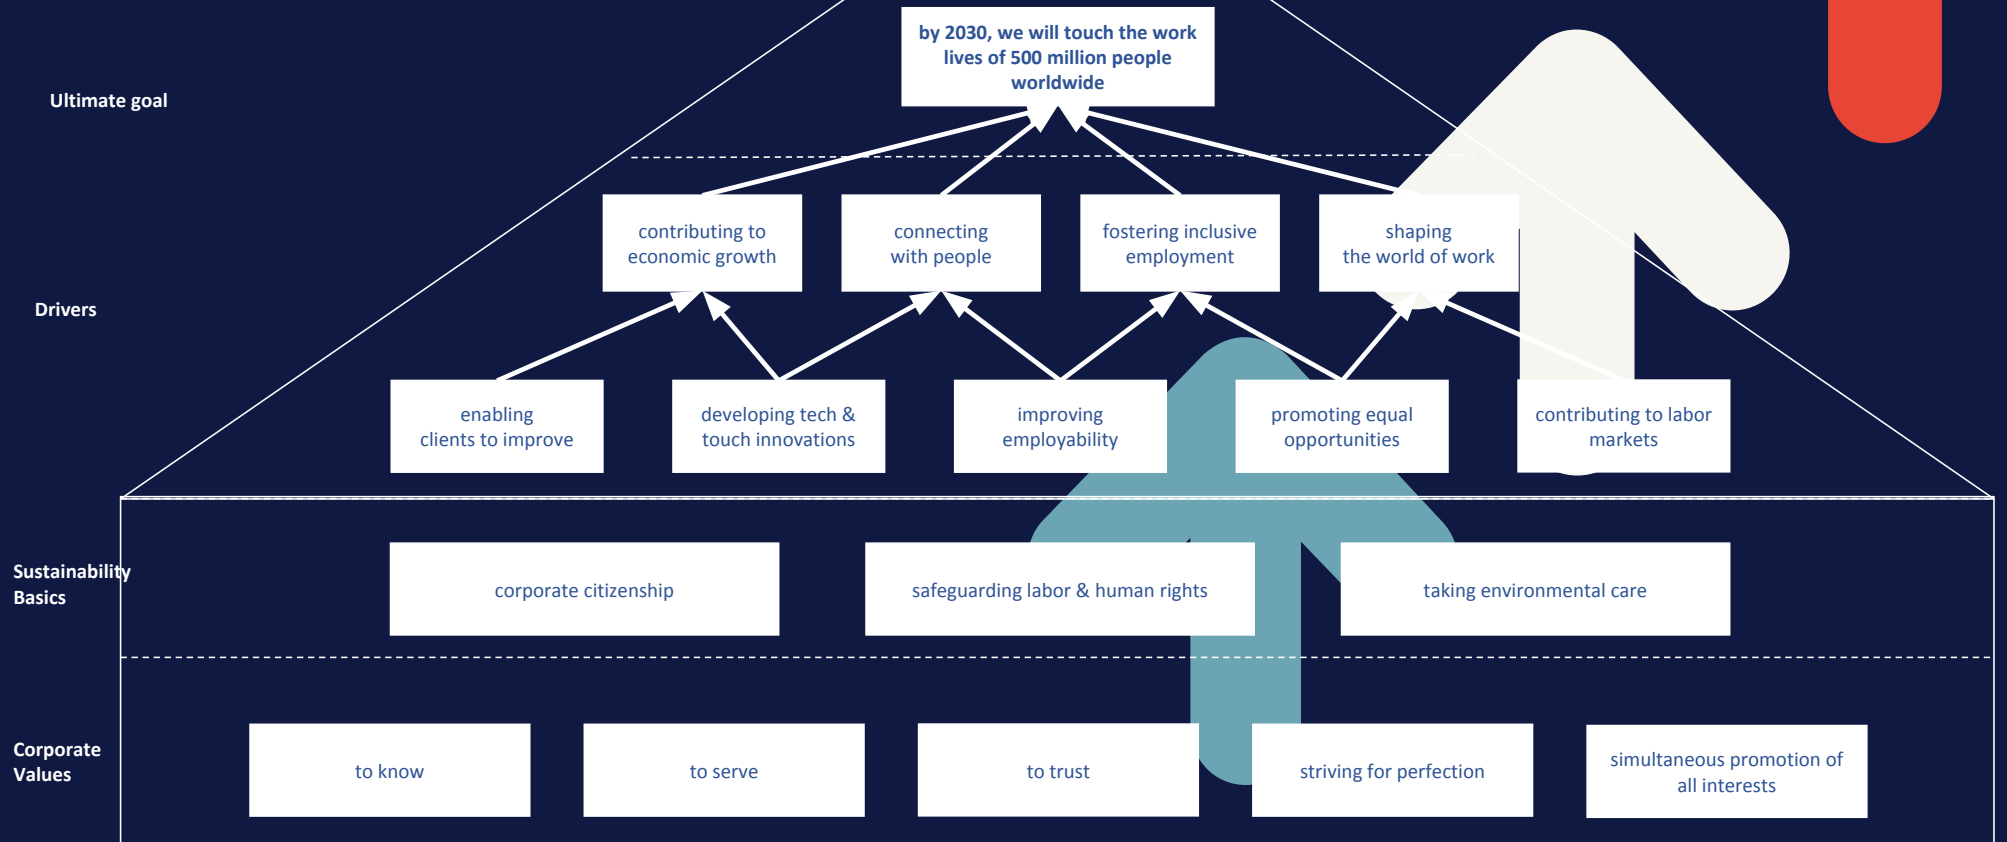 by 2030, we will touch the work
lives of 500 million people
worldwide
Ultimate goal
contributing to
economic growth
connecting
with people
fostering inclusive
employment
shaping
the world of work
Drivers
enabling
clients to improve
developing tech &
touch innovations
improving
employability
promoting equal
opportunities
contributing to labor
markets
Sustainability
Basics
corporate citizenship
safeguarding labor & human rights
taking environmental care
Corporate
Values
to know
to serve
to trust
striving for perfection
simultaneous promotion of
all interests